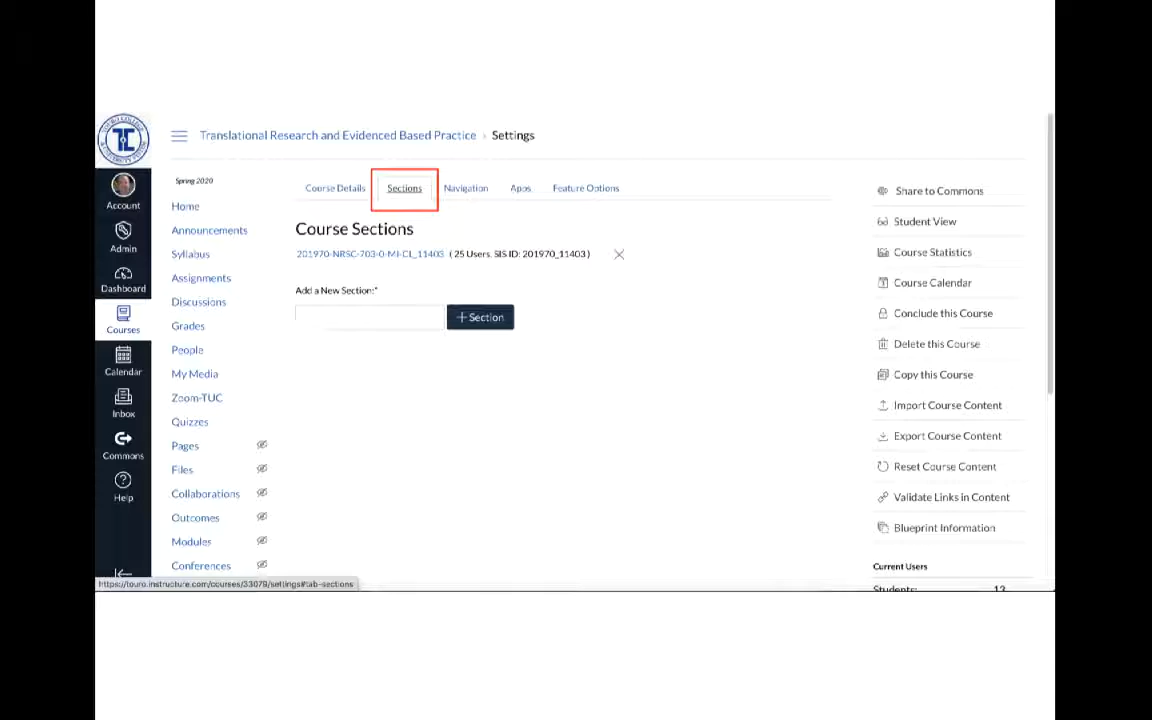 Translational Research and Evidenced Based Practice › Settings
Account
Admin
Dashboard
Courses
Calendar
Inbox
Commons
Help
Spring 2020
Home
Announcements
Syllabus
Assignments
Discussions
Grades
People
My Media
Zoom-TUC
Quizzes
Pages
Files
Collaborations
Outcomes
Modules
Conferences
Course Details Sections Navigation Apps Feature Options
Course Sections
201970-NRSC-703-0-MI-CL_11403 (25 Users. SIS ID: 201970_11403)
Add a New Section:*
+ Section
Share to Commons
Student View
Course Statistics
Course Calendar
Conclude this Course
Delete this Course
Copy this Course
Import Course Content
Export Course Content
Reset Course Content
Validate Links in Content
Blueprint Information
Current Users
Students: 13
https://touro.instructure.com/courses/33079/settings#tab-sections